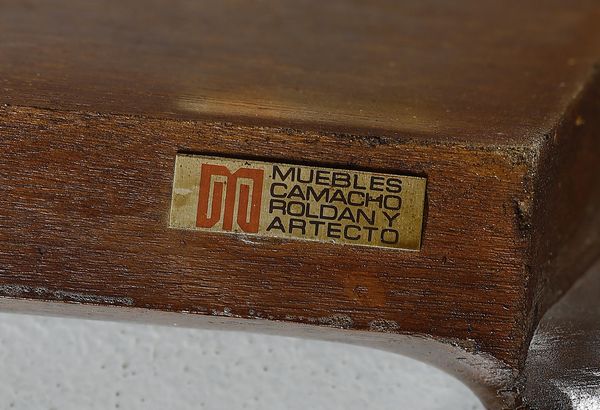 MUEBLES
CAMACHO
ROLDAN Y
ARTECTO